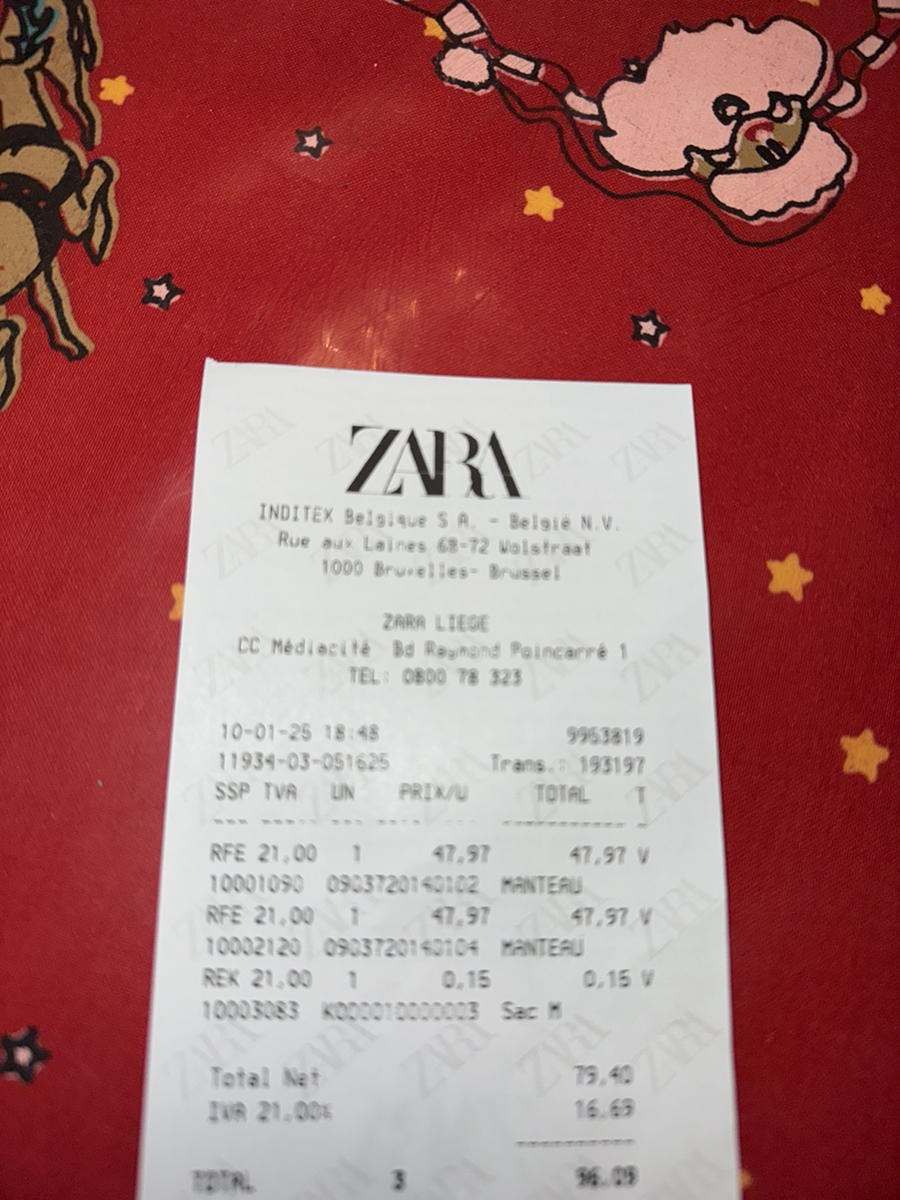 ZARA
INDITEX Belgique S A. - België N.V.
Rue aux Laines 68-72 Wolstraat
1000 Bruxelles- Brussel
ZARA LIEGE
CC Médiacité Bd Raymond Poincarré 1
TEL: 0800 78 323
10-01-25 18:48 9953819
11934-03-051625 Trans.: 193197
SSP TVA UN PRIX/U TOTAL T
RFE 21,00 1 47,97 47,97 V
10001090 0903720140102 MANTEAU
RFE 21,00 1 47,97 47,97 V
10002120 0903720140104 MANTEAU
REK 21,00 1 0,15 0,15 V
10003083 K000010000003 Sac M
Total Net 79,40
IVA 21,00% 16,69
TOTAL 3 96,09